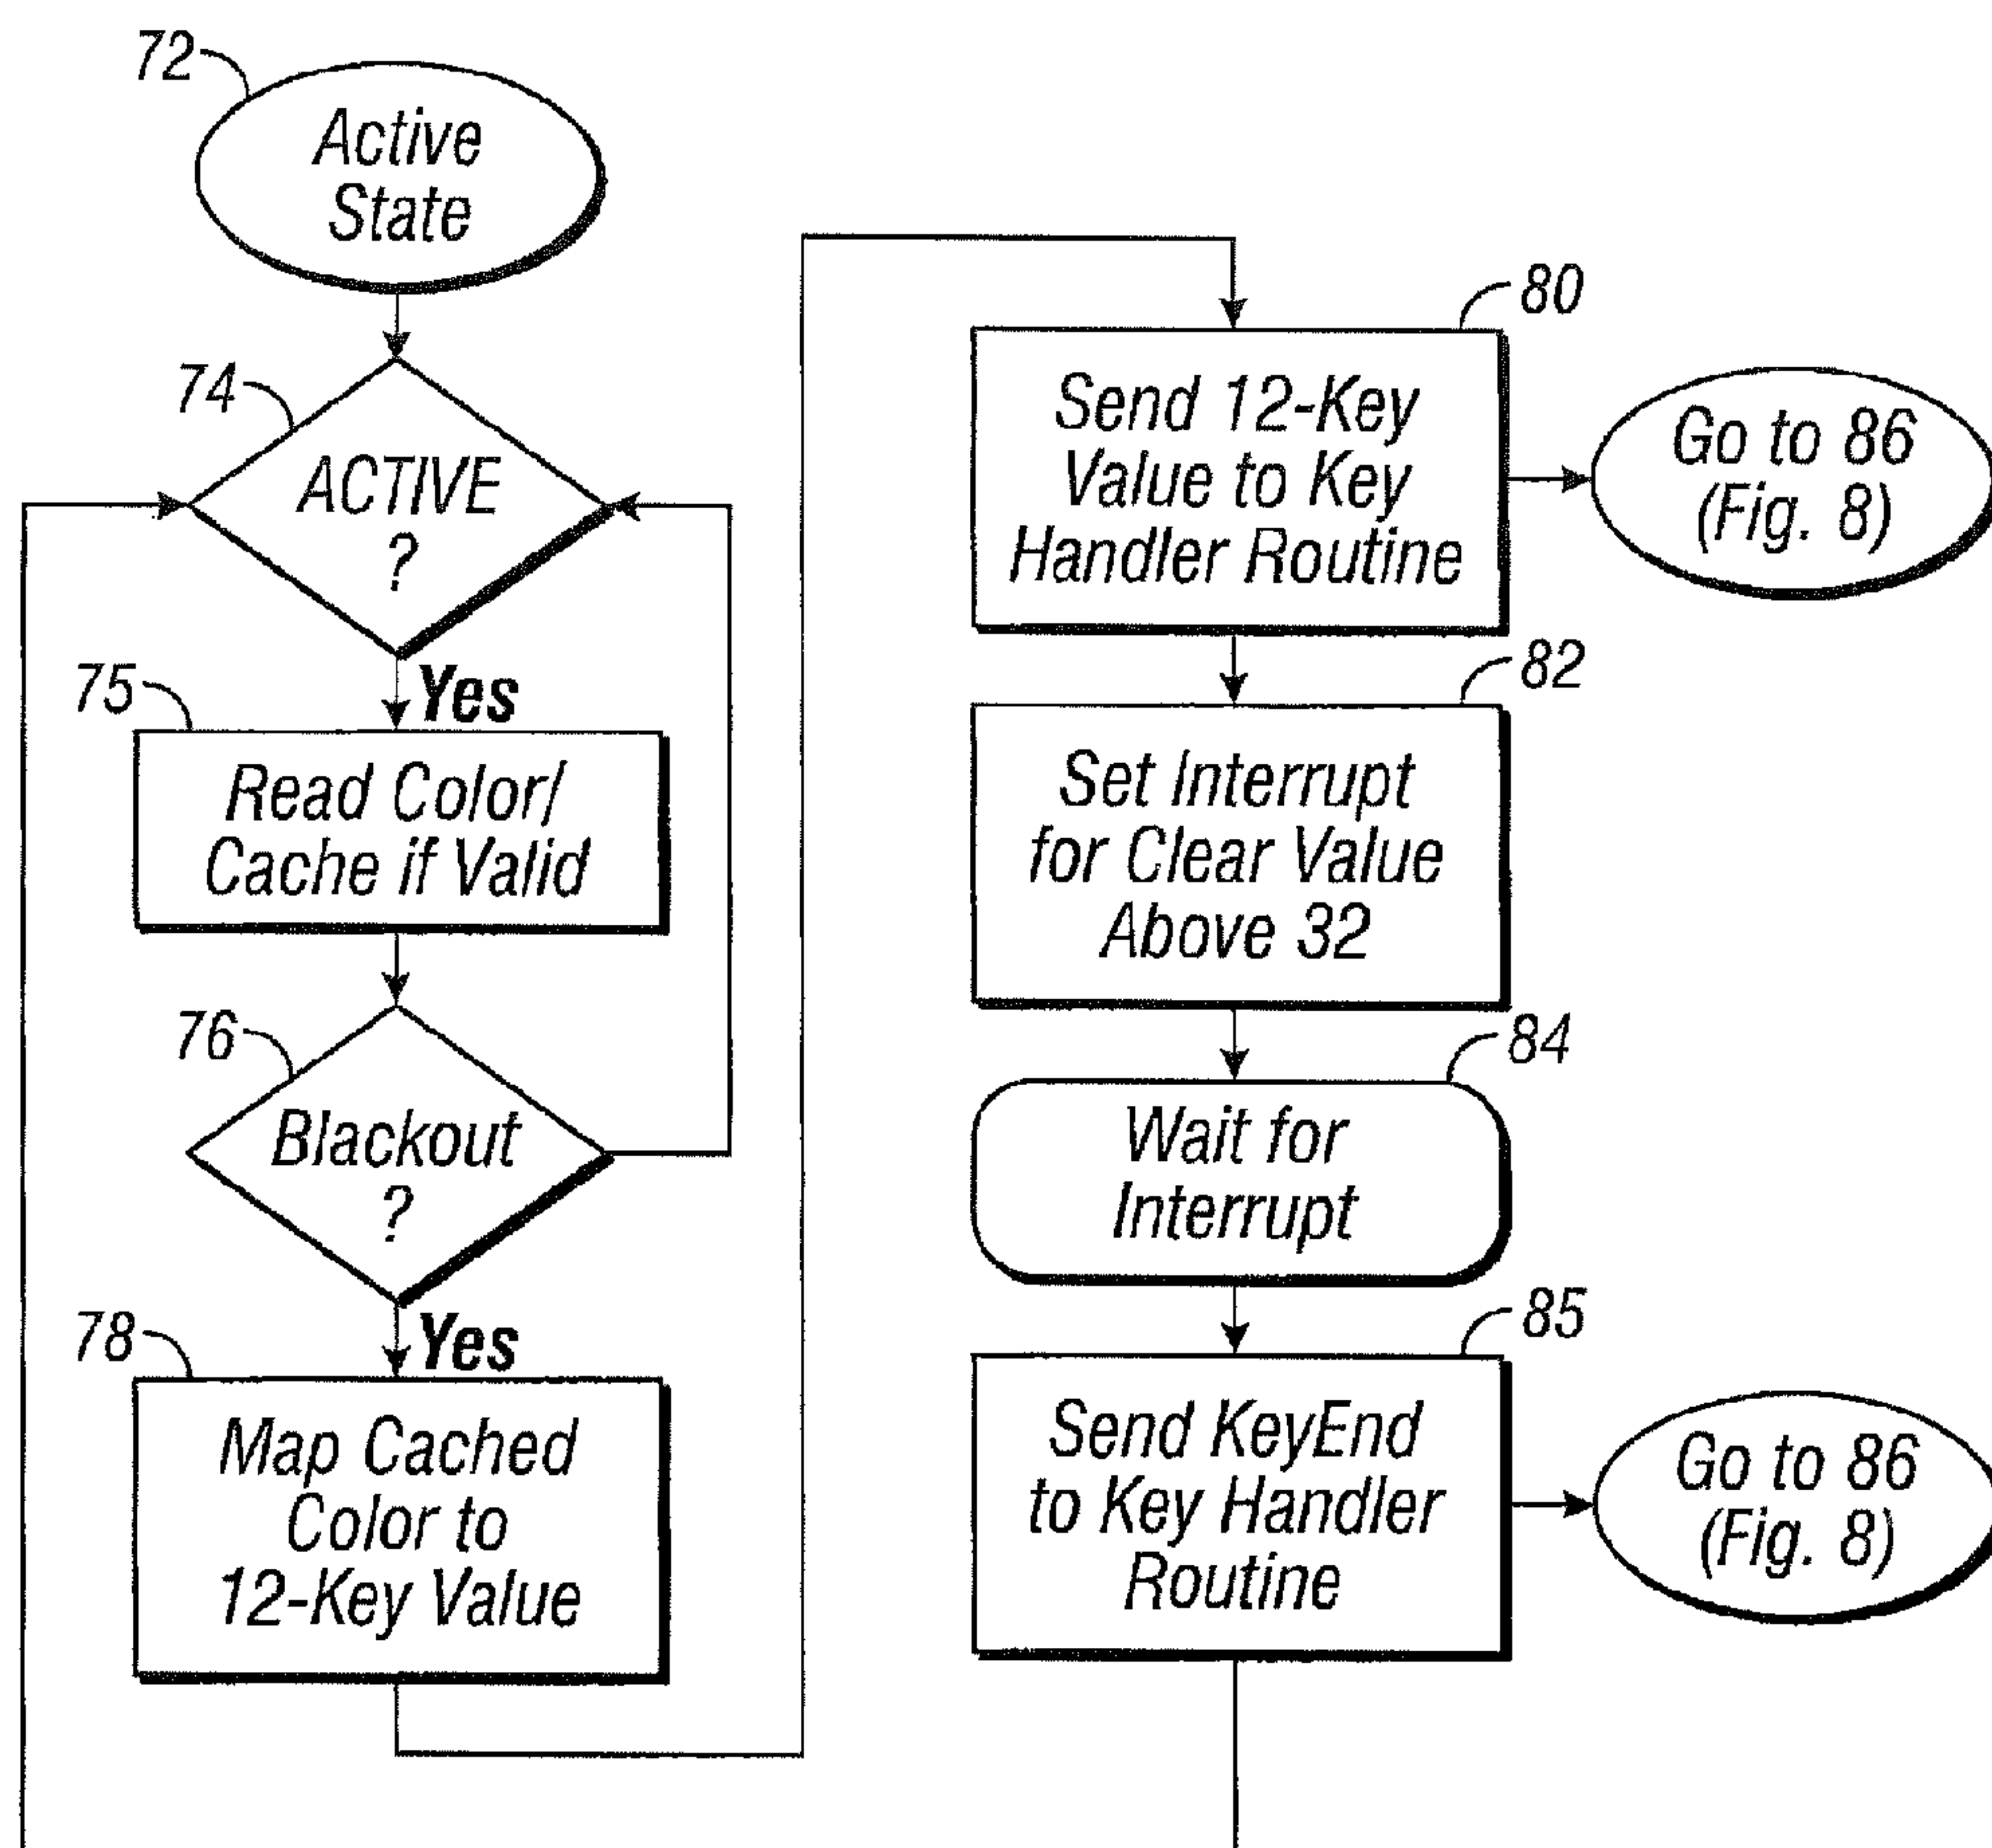 72
Active
State
74
ACTIVE
?
Yes
75
Read Color/
Cache if Valid
76
Blackout
?
Yes
78
Map Cached
Color to
12-Key Value
80
Send 12-Key
Value to Key
Handler Routine
Go to 86
(Fig. 8)
82
Set Interrupt
for Clear Value
Above 32
84
Wait for
Interrupt
85
Send KeyEnd
to Key Handler
Routine
Go to 86
(Fig. 8)